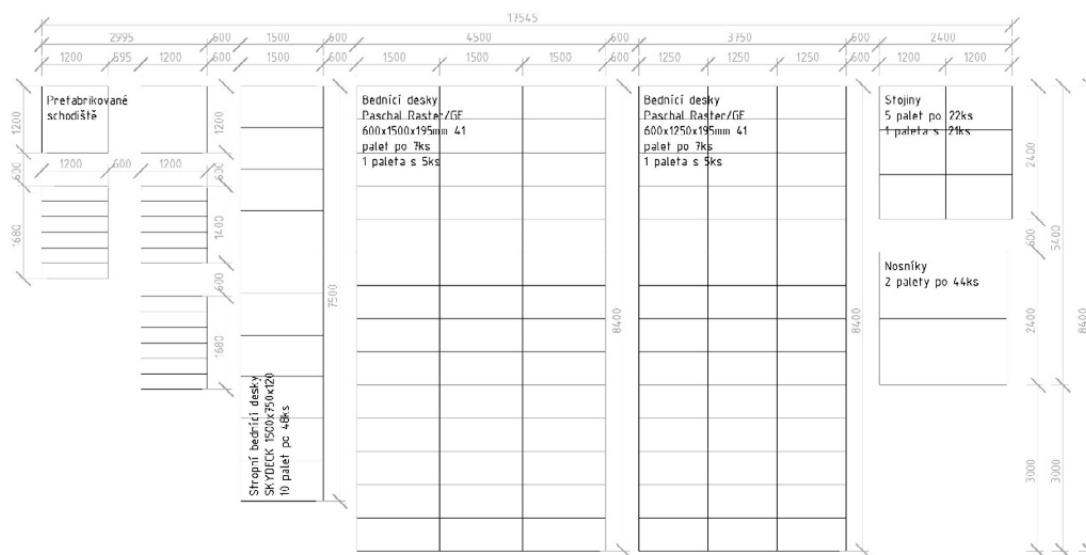 17545
2995 600 1500 600 4500 600 3750 600 2400
1200 595 1200 600 1500 600 1500 1500 1500 600 1250 1250 1250 600 1200 1200
Prefabrikované
schodiště
1200
1200
Bednící desky
Paschal Raster/GE
600x1500x195mm 41
palet po 7ks
1 paleta s 5ks
Bednící desky
Paschal Raster/GE
600x1250x195mm 41
palet po 7ks
1 paleta s 5ks
Stojiny
5 palet po 22ks
1 paleta s 21ks
2400
600
1200 600 1200
600
1680
1400
600
1680
7500
Stropní bednící desky
SKYDECK 1500x750x120
10 palet po 48ks
8400
8400
600
5400
Nosníky
2 palety po 44ks
2400
8400
3000
3000